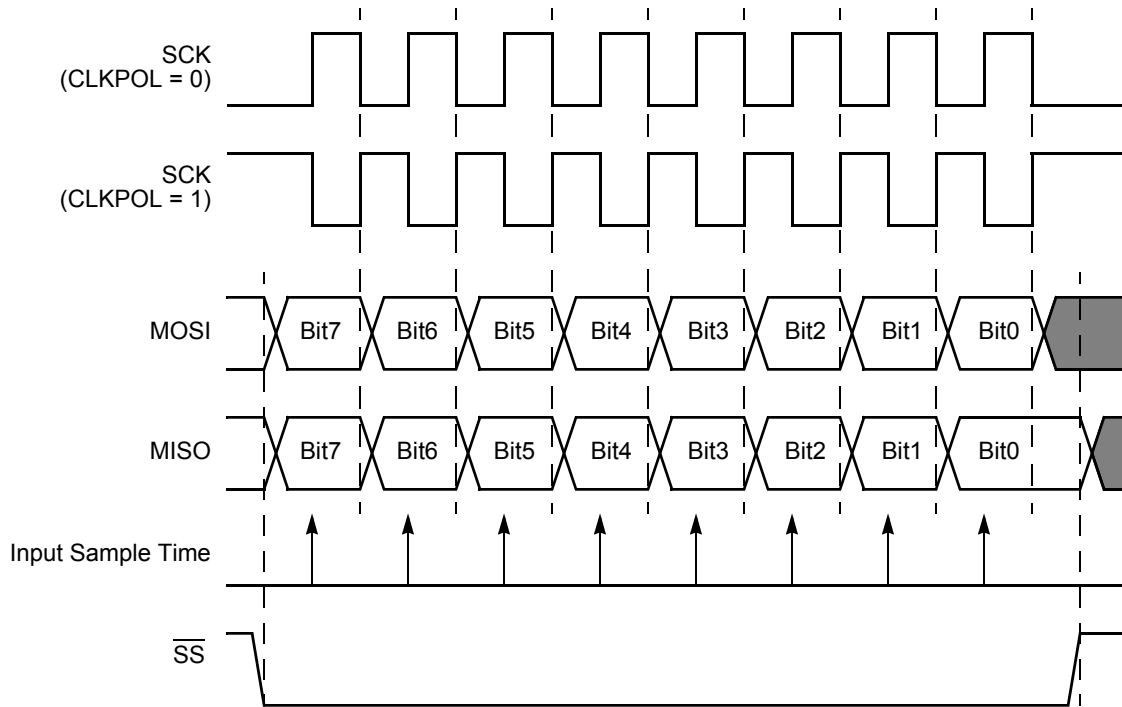 SCK
(CLKPOL = 0)
SCK
(CLKPOL = 1)
MOSI
Bit7 Bit6 Bit5 Bit4 Bit3 Bit2 Bit1 Bit0
MISO
Bit7 Bit6 Bit5 Bit4 Bit3 Bit2 Bit1 Bit0
Input Sample Time
S̅S̅